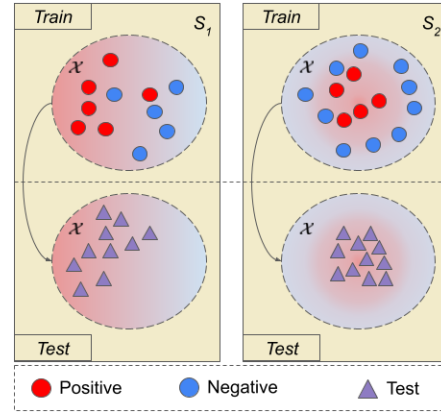 Train
S1
Train
S2
𝒳
𝒳
𝒳
𝒳
Test
Test
Positive
Negative
Test